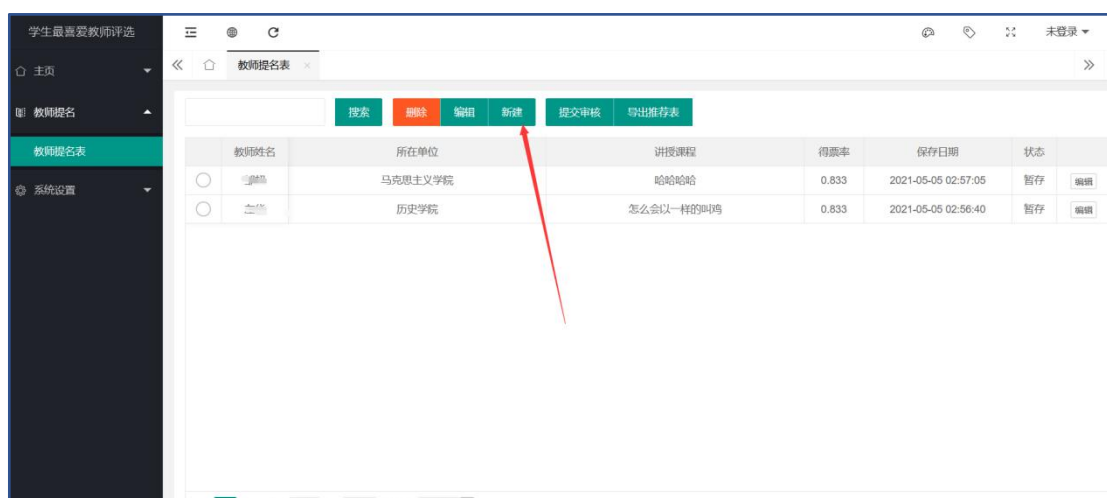 学生最喜爱教师评选
未登录
主页
教师提名表
教师提名
搜索 删除 编辑 新建 提交审核 导出推荐表
教师提名表
教师姓名 所在单位 讲授课程 得票率 保存日期 状态
马克思主义学院 哈哈哈哈 0.833 2021-05-05 02:57:05 暂存 编辑
系统设置
历史学院 怎么会以一样的叫鸡 0.833 2021-05-05 02:56:40 暂存 编辑